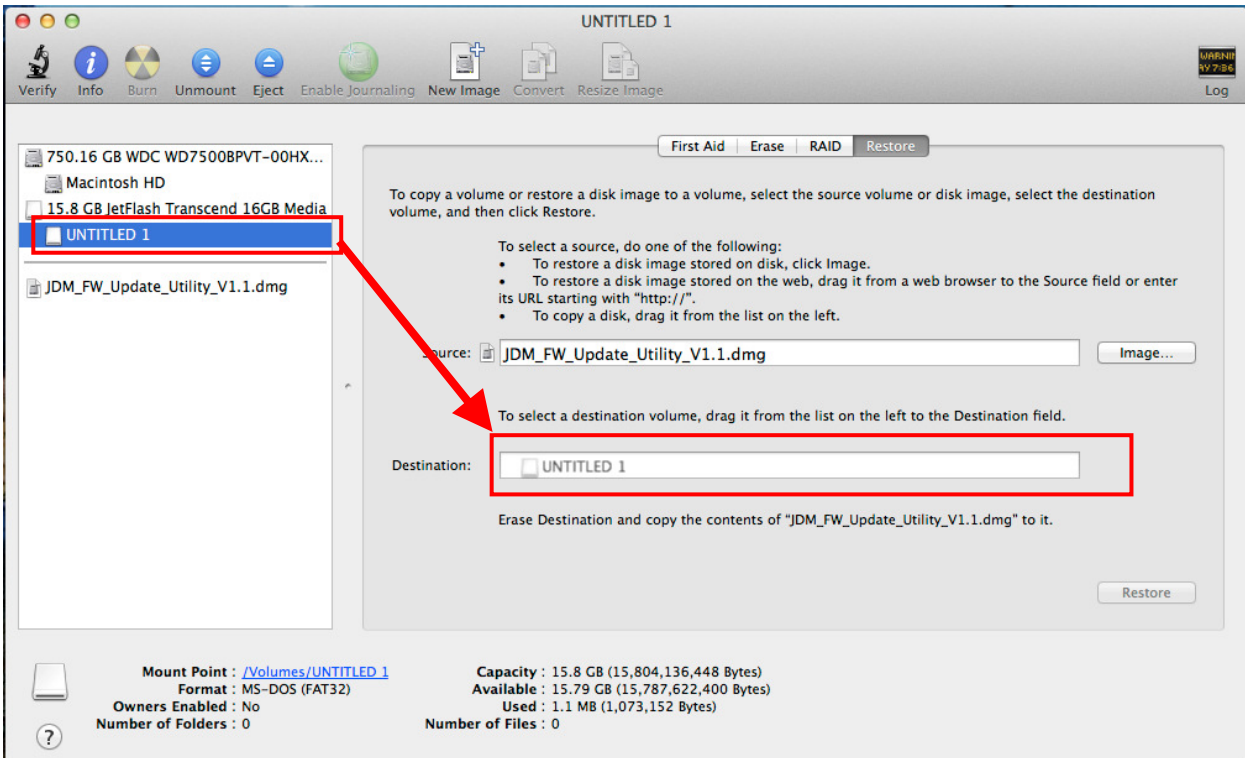 UNTITLED 1
Verify Info Burn Unmount Eject Enable Journaling New Image Convert Resize Image Log
WARNIN
AY 7:86
750.16 GB WDC WD7500BPVT-00HX...
Macintosh HD
15.8 GB JetFlash Transcend 16GB Media
UNTITLED 1
JDM_FW_Update_Utility_V1.1.dmg
First Aid Erase RAID Restore
To copy a volume or restore a disk image to a volume, select the source volume or disk image, select the destination
volume, and then click Restore.
To select a source, do one of the following:
• To restore a disk image stored on disk, click Image.
• To restore a disk image stored on the web, drag it from a web browser to the Source field or enter
its URL starting with “http://”.
• To copy a disk, drag it from the list on the left.
Source: JDM_FW_Update_Utility_V1.1.dmg Image...
To select a destination volume, drag it from the list on the left to the Destination field.
Destination: UNTITLED 1
Erase Destination and copy the contents of “JDM_FW_Update_Utility_V1.1.dmg” to it.
Restore
Mount Point : /Volumes/UNTITLED 1 Capacity : 15.8 GB (15,804,136,448 Bytes)
Format : MS-DOS (FAT32) Available : 15.79 GB (15,787,622,400 Bytes)
Owners Enabled : No Used : 1.1 MB (1,073,152 Bytes)
Number of Folders : 0 Number of Files : 0
?